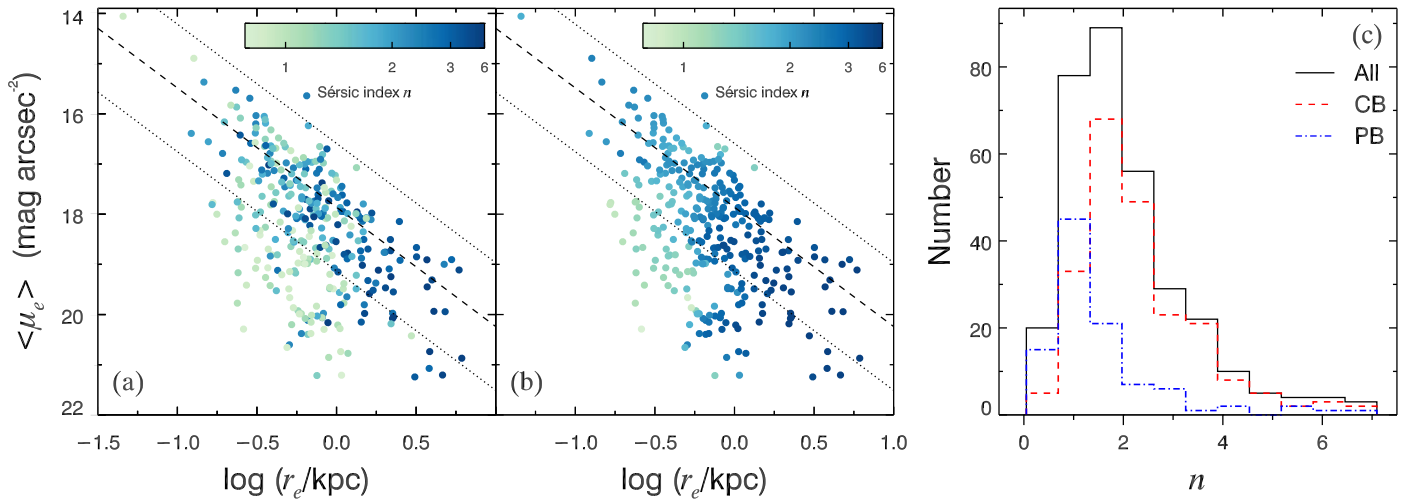 14
16
18
20
22
<μe> (mag arcsec-2)
1 2 3 6
Sérsic index n
(a)
−1.5 −1.0 −0.5 0.0 0.5
log (re/kpc)
1 2 3 6
Sérsic index n
(b)
−1.0 −0.5 0.0 0.5 1.0
log (re/kpc)
(c)
All
CB
PB
80
60
40
20
0
Number
0 2 4 6
n